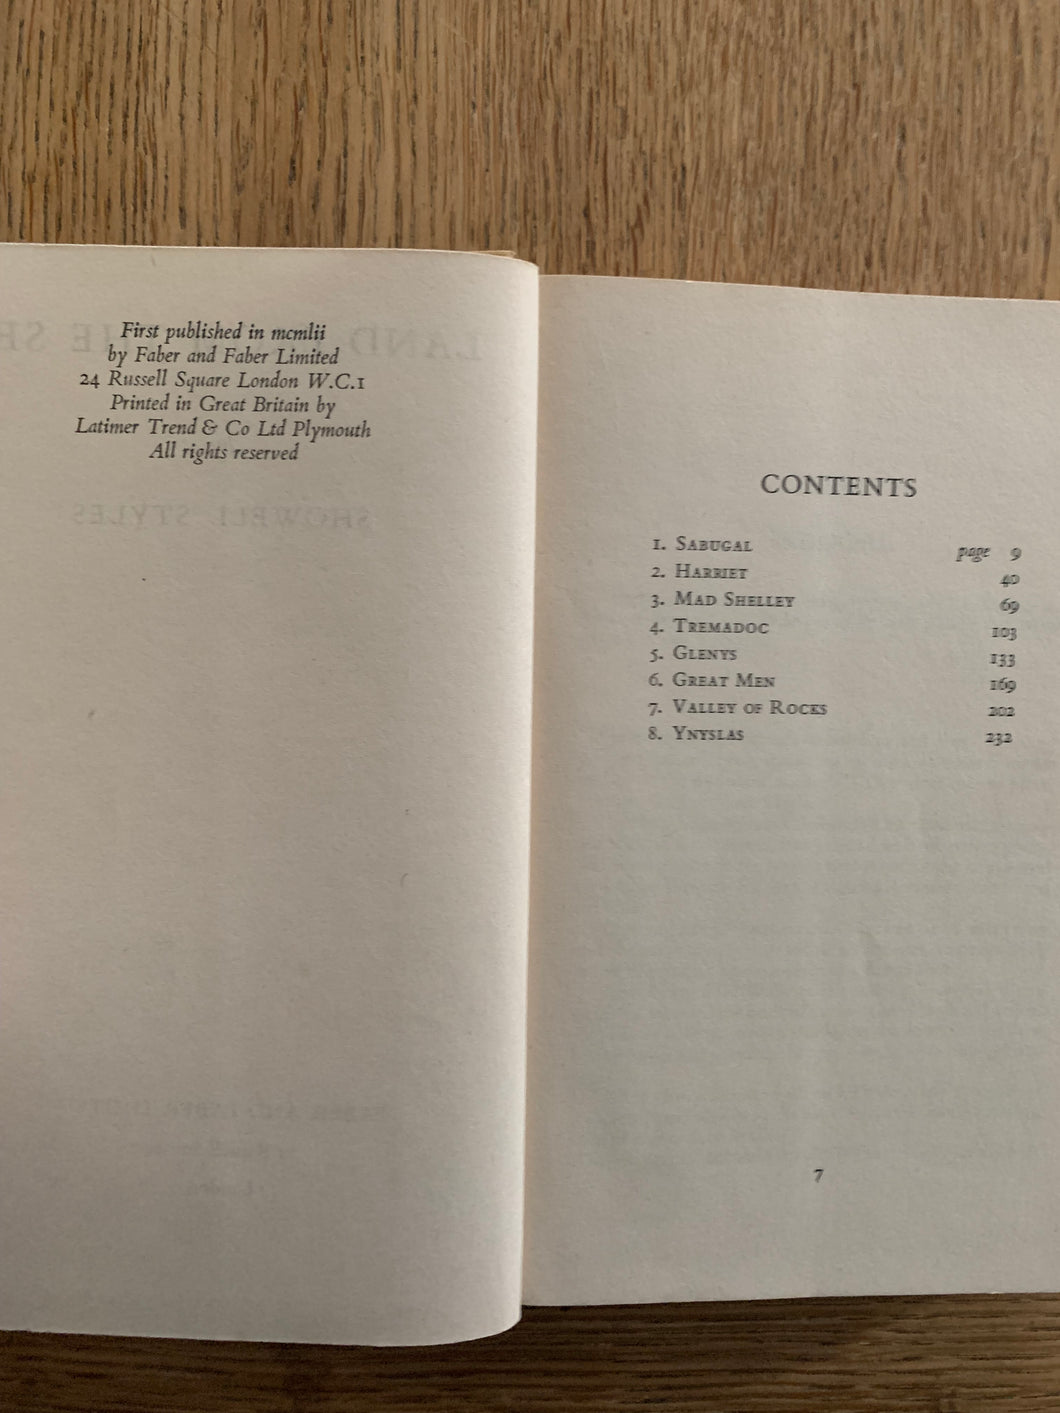 First published in mcmlii
by Faber and Faber Limited
24 Russell Square London W.C.1
Printed in Great Britain by
Latimer Trend & Co Ltd Plymouth
All rights reserved
SHOWELL STYLES
CONTENTS
1. SABUGAL page 9
2. HARRIET 40
3. MAD SHELLEY 69
4. TREMADOC 103
5. GLENYS 133
6. GREAT MEN 169
7. VALLEY OF ROCKS 202
8. YNYSLAS 232
7